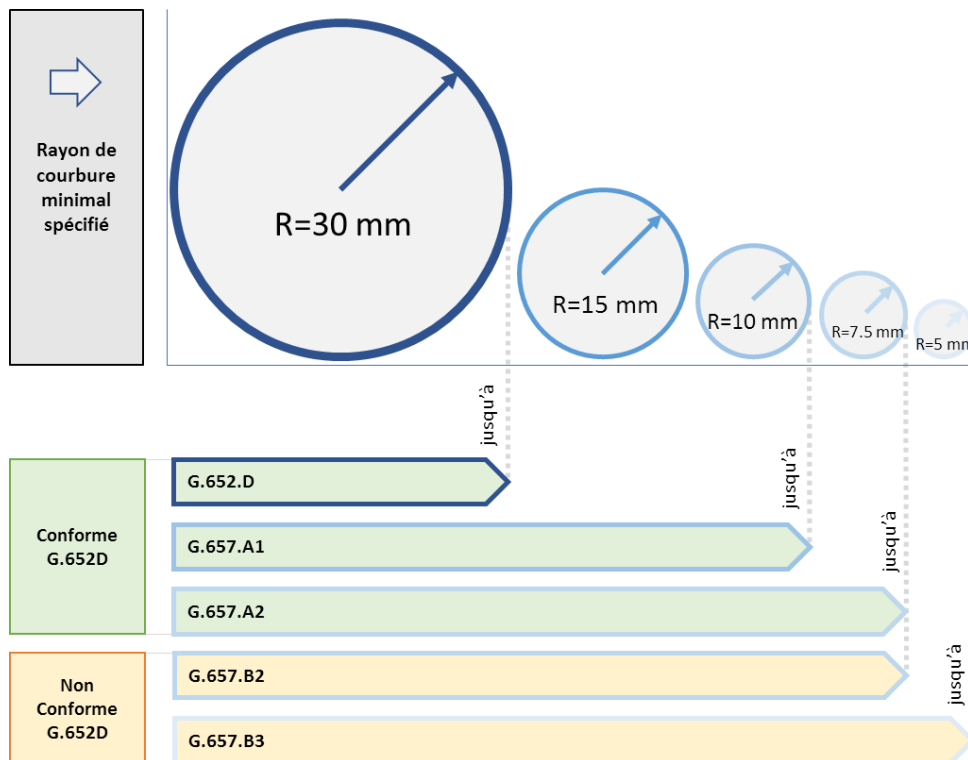 Rayon de
courbure
minimal
spécifié
R=30 mm
R=15 mm
R=10 mm
R=7.5 mm
R=5 mm
jusqu'à
jusqu'à
jusqu'à
jusqu'à
Conforme
G.652D
G.652.D
G.657.A1
G.657.A2
Non
Conforme
G.652D
G.657.B2
G.657.B3